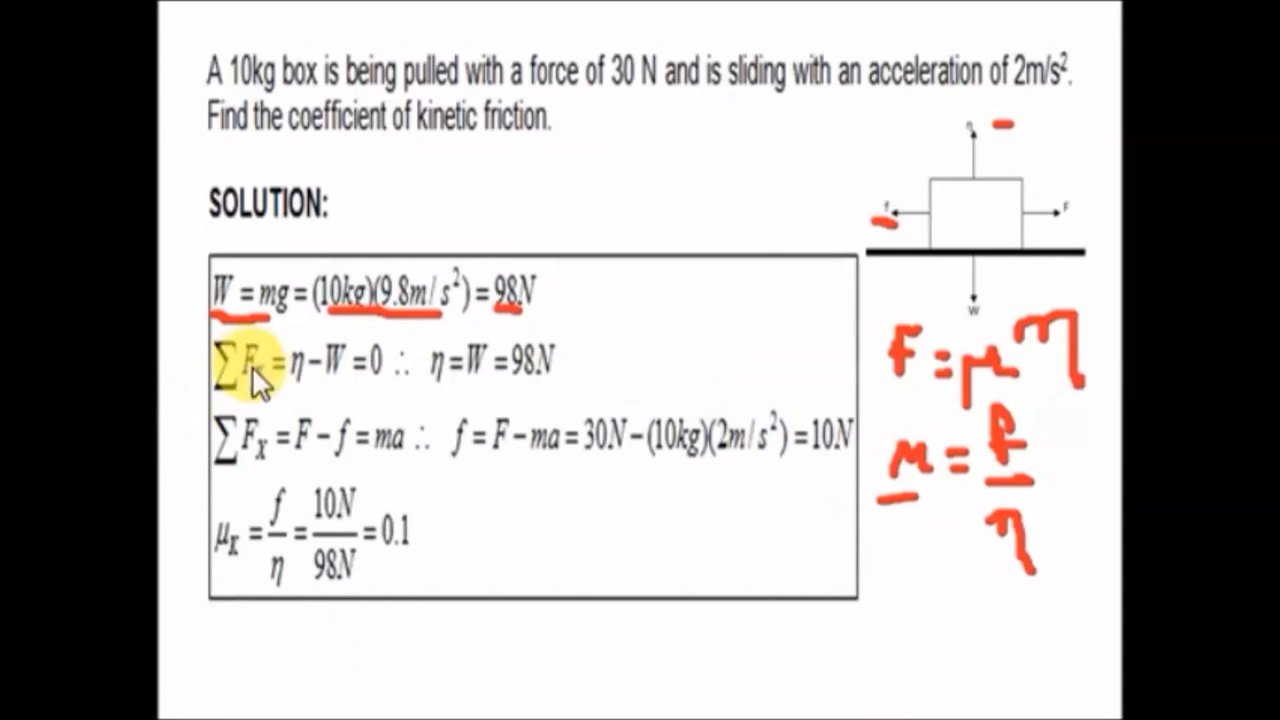 A 10kg box is being pulled with a force of 30 N and is sliding with an acceleration of 2m/s².
Find the coefficient of kinetic friction.
SOLUTION:
η
f
F
W
W = mg = (10kg)(9.8m/s²) = 98N
∑F = η − W = 0 ∴ η = W = 98N
∑Fₓ = F − f = ma ∴ f = F − ma = 30N − (10kg)(2m/s²) = 10N
μ_K = f/η = 10N/98N = 0.1
F = μη
μ = f/η